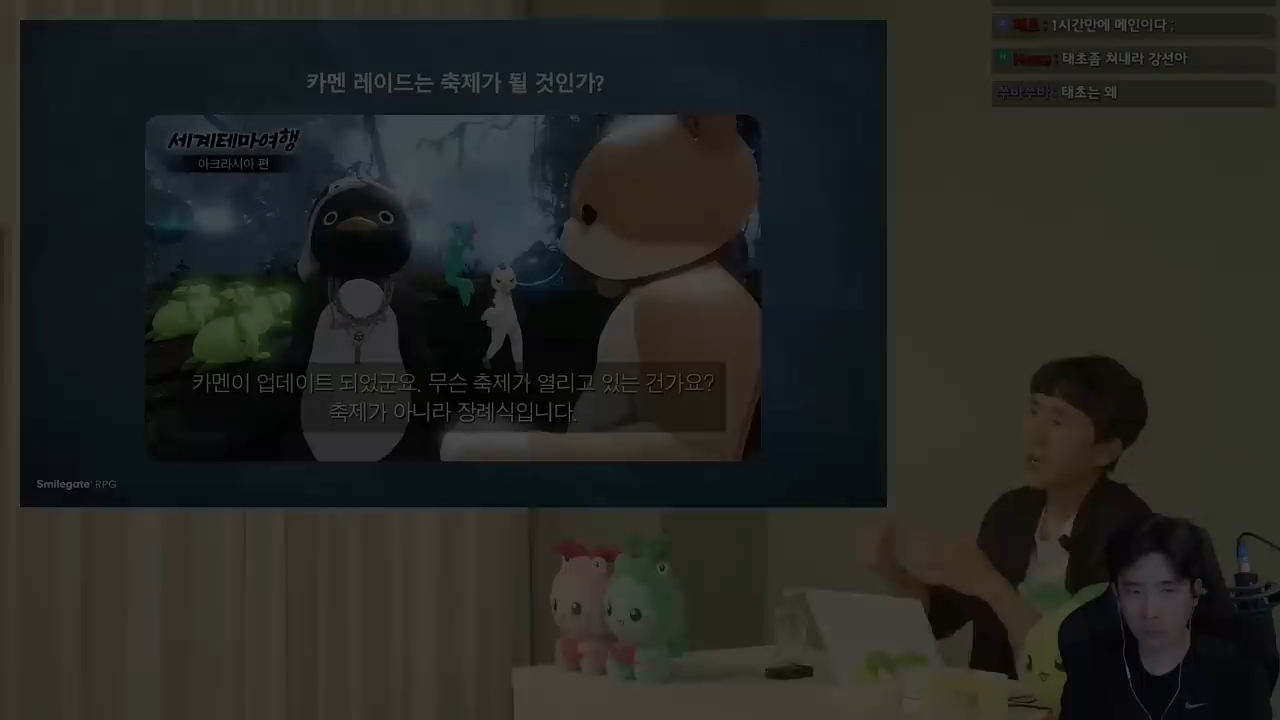 카멘 레이드는 축제가 될 것인가?
세계테마여행
아크라시아 편
카멘이 업데이트 되었군요. 무슨 축제가 열리고 있는 건가요?
축제가 아니라 장례식입니다.
Smilegate RPG
: 1시간만에 메인이다 ;
: 태초좀 쳐내라 강선아
쑤바쑤바 : 태초는 왜